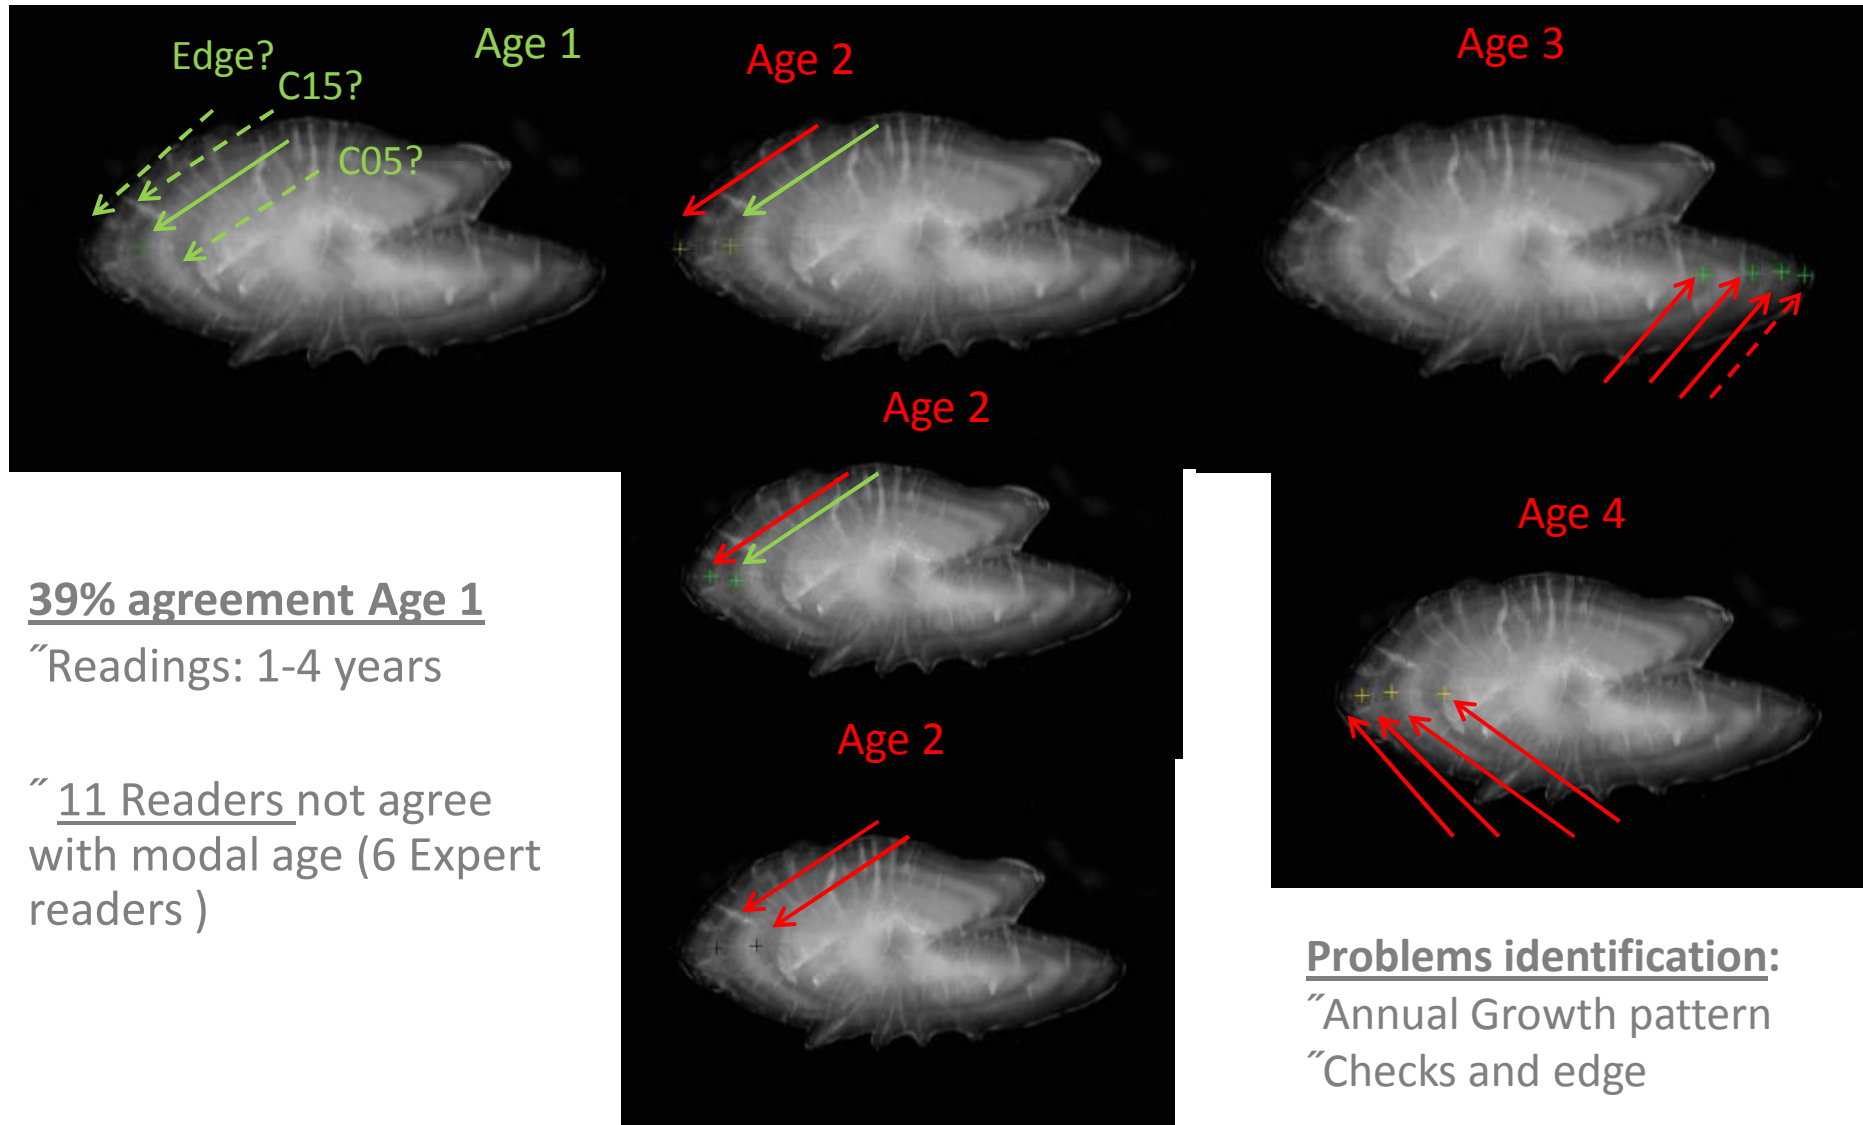 Edge?
C15?
Age 1
C05?
Age 2
Age 3
Age 2
Age 4
Age 2
39% agreement Age 1
˝Readings: 1-4 years
˝ 11 Readers not agree
with modal age (6 Expert
readers )
Problems identification:
˝Annual Growth pattern
˝Checks and edge